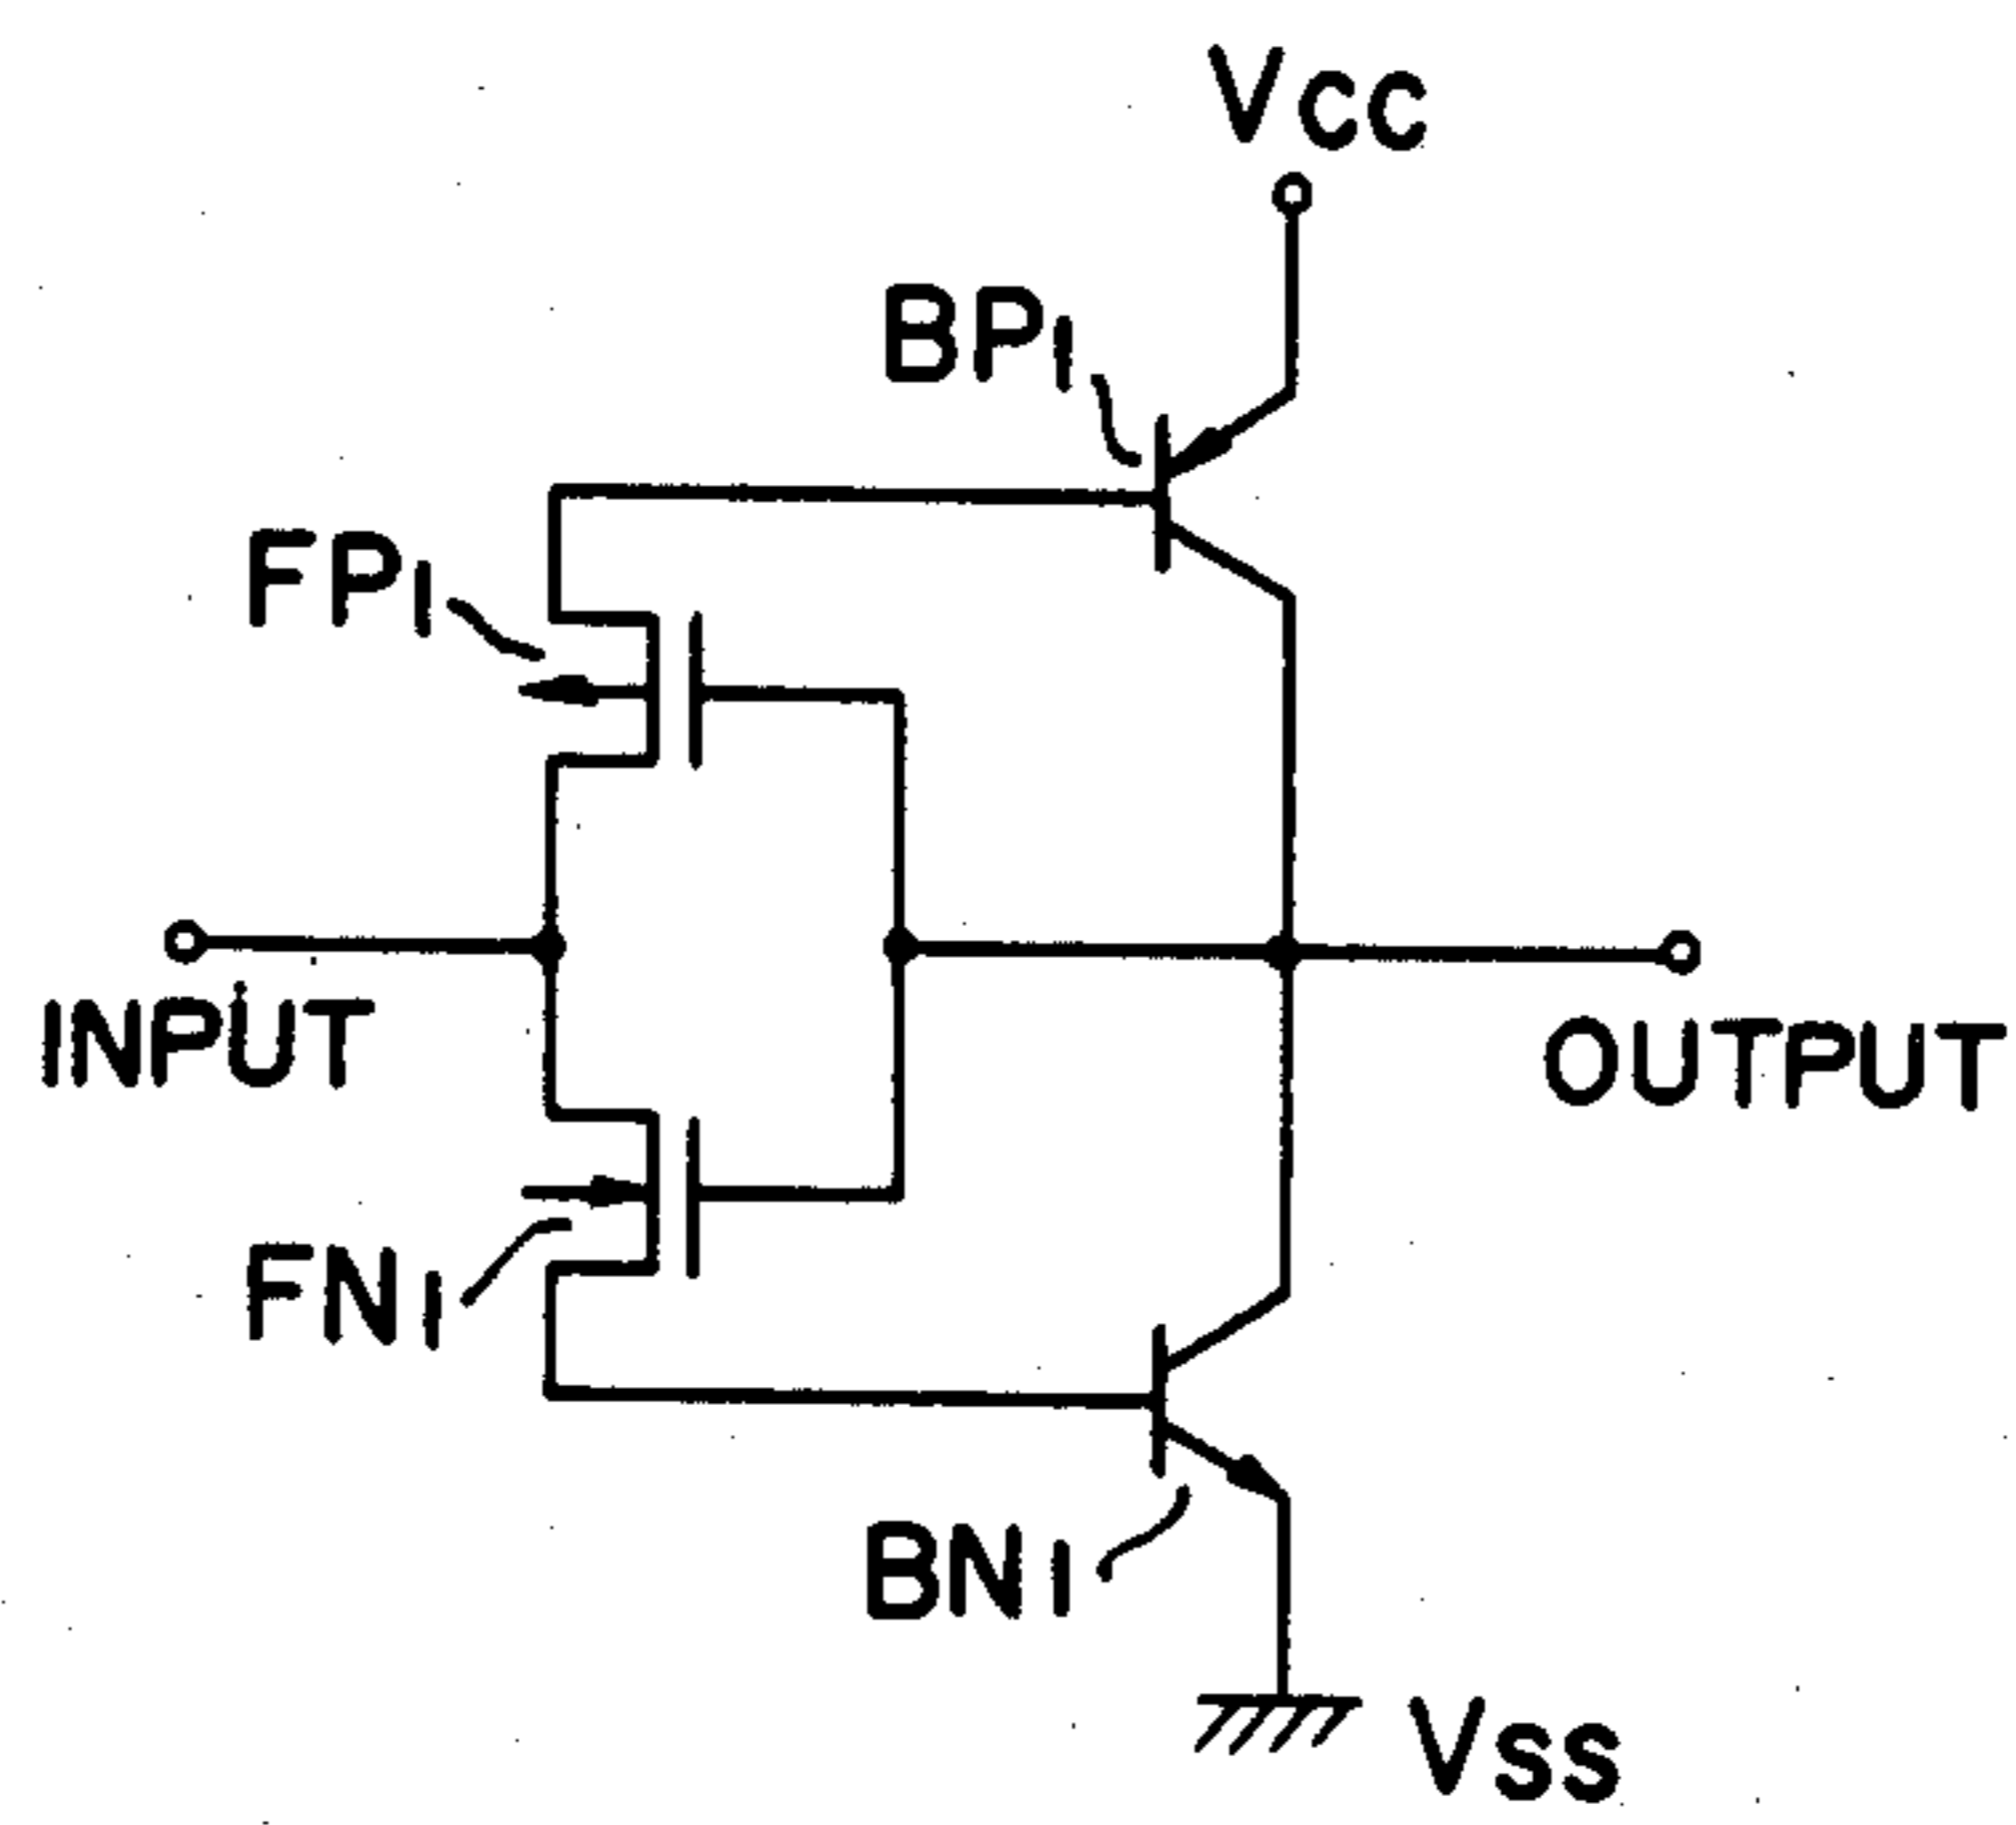 Vcc
BP1
FP1
INPUT
OUTPUT
FN1
BN1
Vss